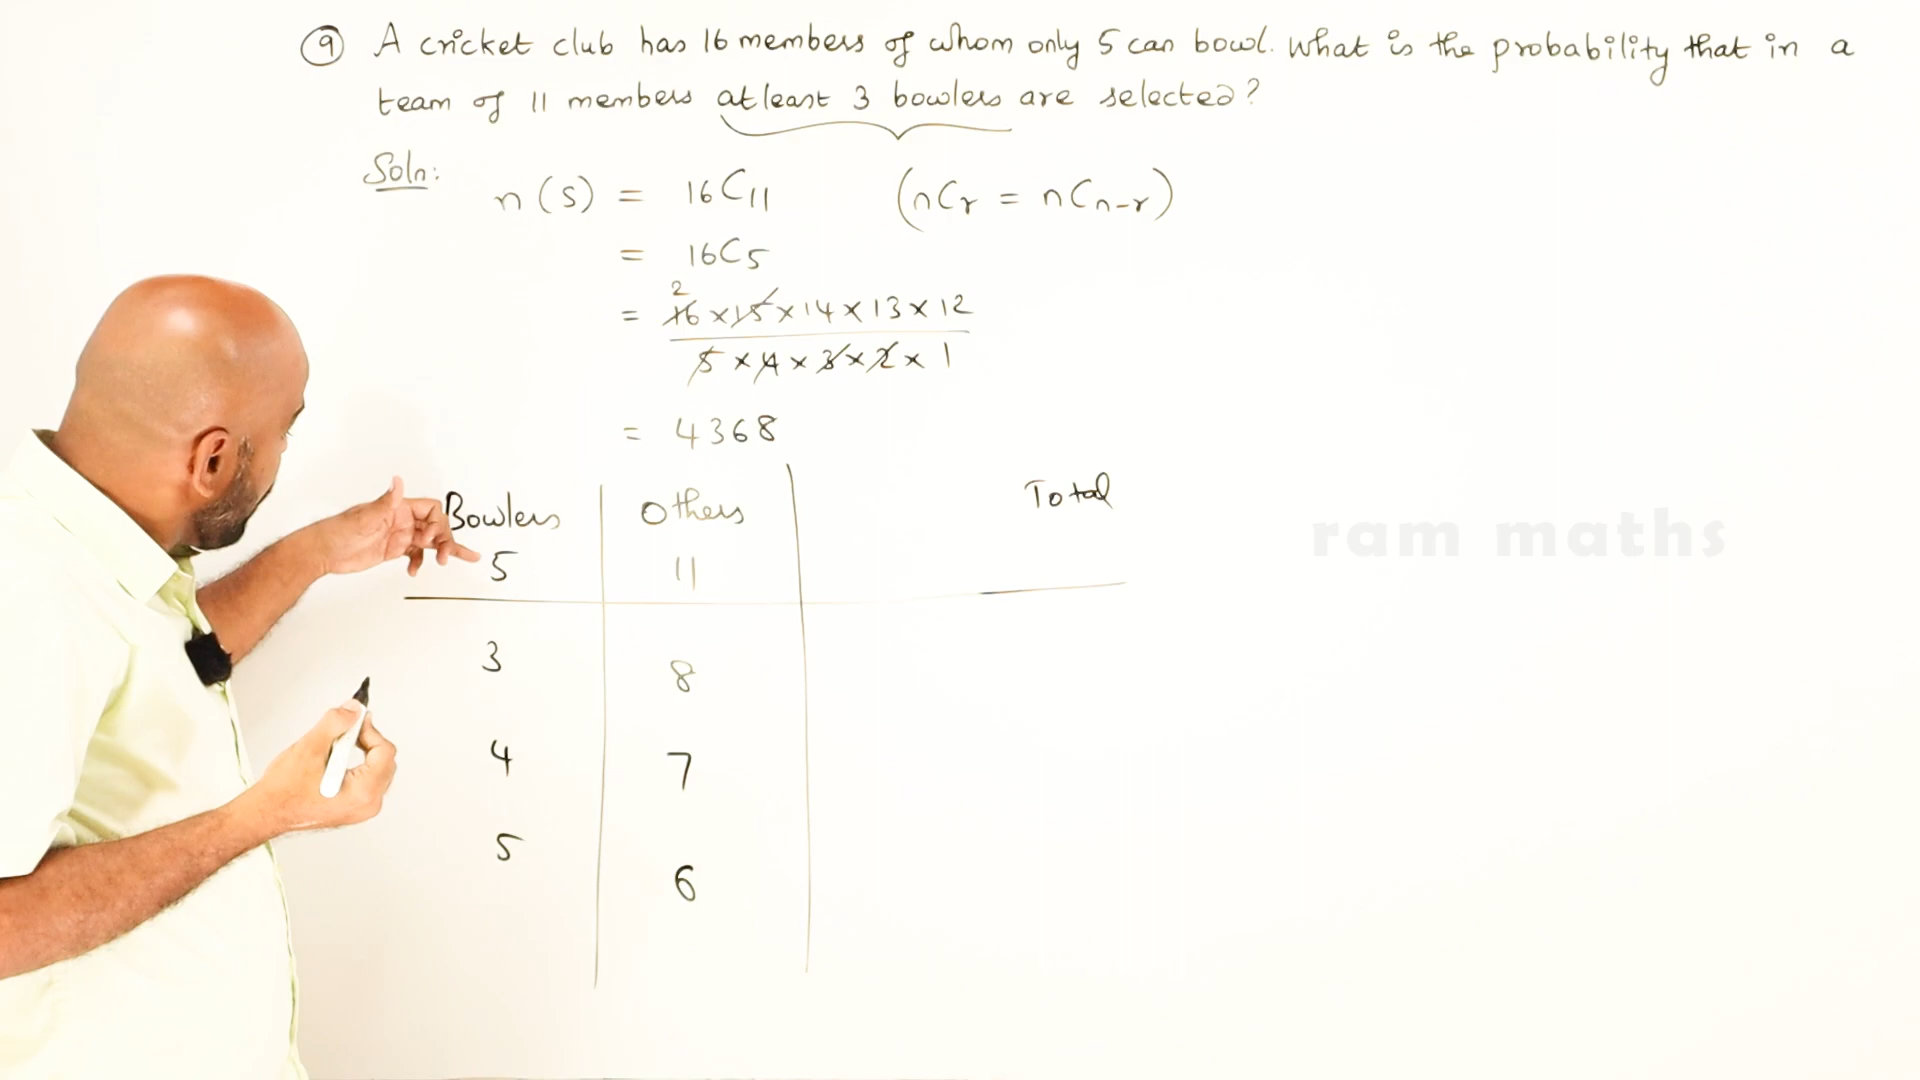 9 A cricket club has 16 members of whom only 5 can bowl. What is the probability that in a
team of 11 members atleast 3 bowlers are selected?
Soln:
n(S) = 16C11 (nCr = nCn-r)
= 16C5
2
= 16 × 15 × 14 × 13 × 12
5 × 4 × 3 × 2 × 1
= 4368
Bowlers Others Total
5 11
3 8
4 7
5 6
ram maths